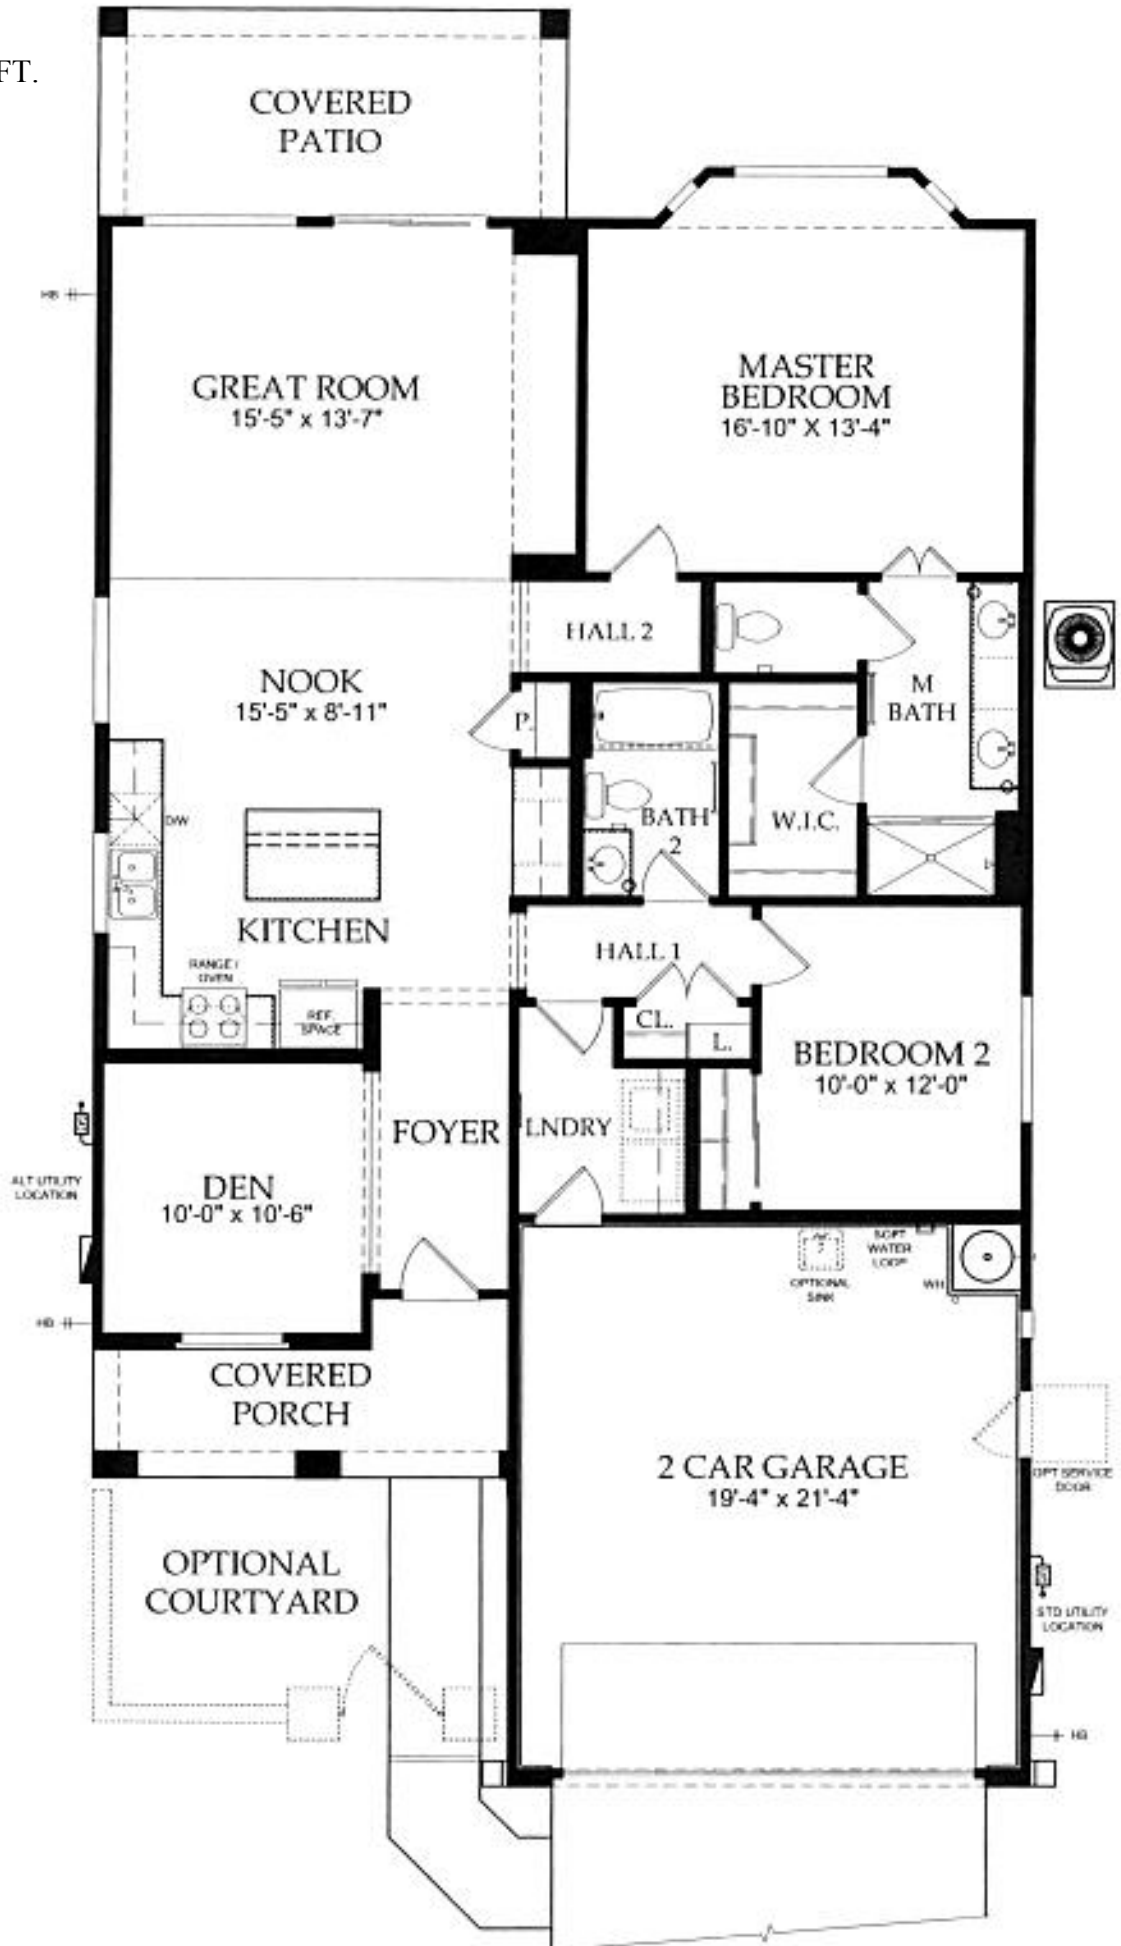 FT.
COVERED
PATIO
HB
GREAT ROOM
15'-5" x 13'-7"
MASTER
BEDROOM
16'-10" X 13'-4"
HALL 2
NOOK
15'-5" x 8'-11"
P.
M
BATH
D/W
BATH
2
W.I.C.
KITCHEN
HALL 1
RANGE /
OVEN
REF.
SPACE
CL.
L.
BEDROOM 2
10'-0" x 12'-0"
FOYER
LNDRY
ALT UTILITY
LOCATION
DEN
10'-0" x 10'-6"
SOFT
WATER
LOOP
OPTIONAL
SINK
WH
HB
COVERED
PORCH
2 CAR GARAGE
19'-4" x 21'-4"
OPT SERVICE
DOOR
OPTIONAL
COURTYARD
STD UTILITY
LOCATION
HB